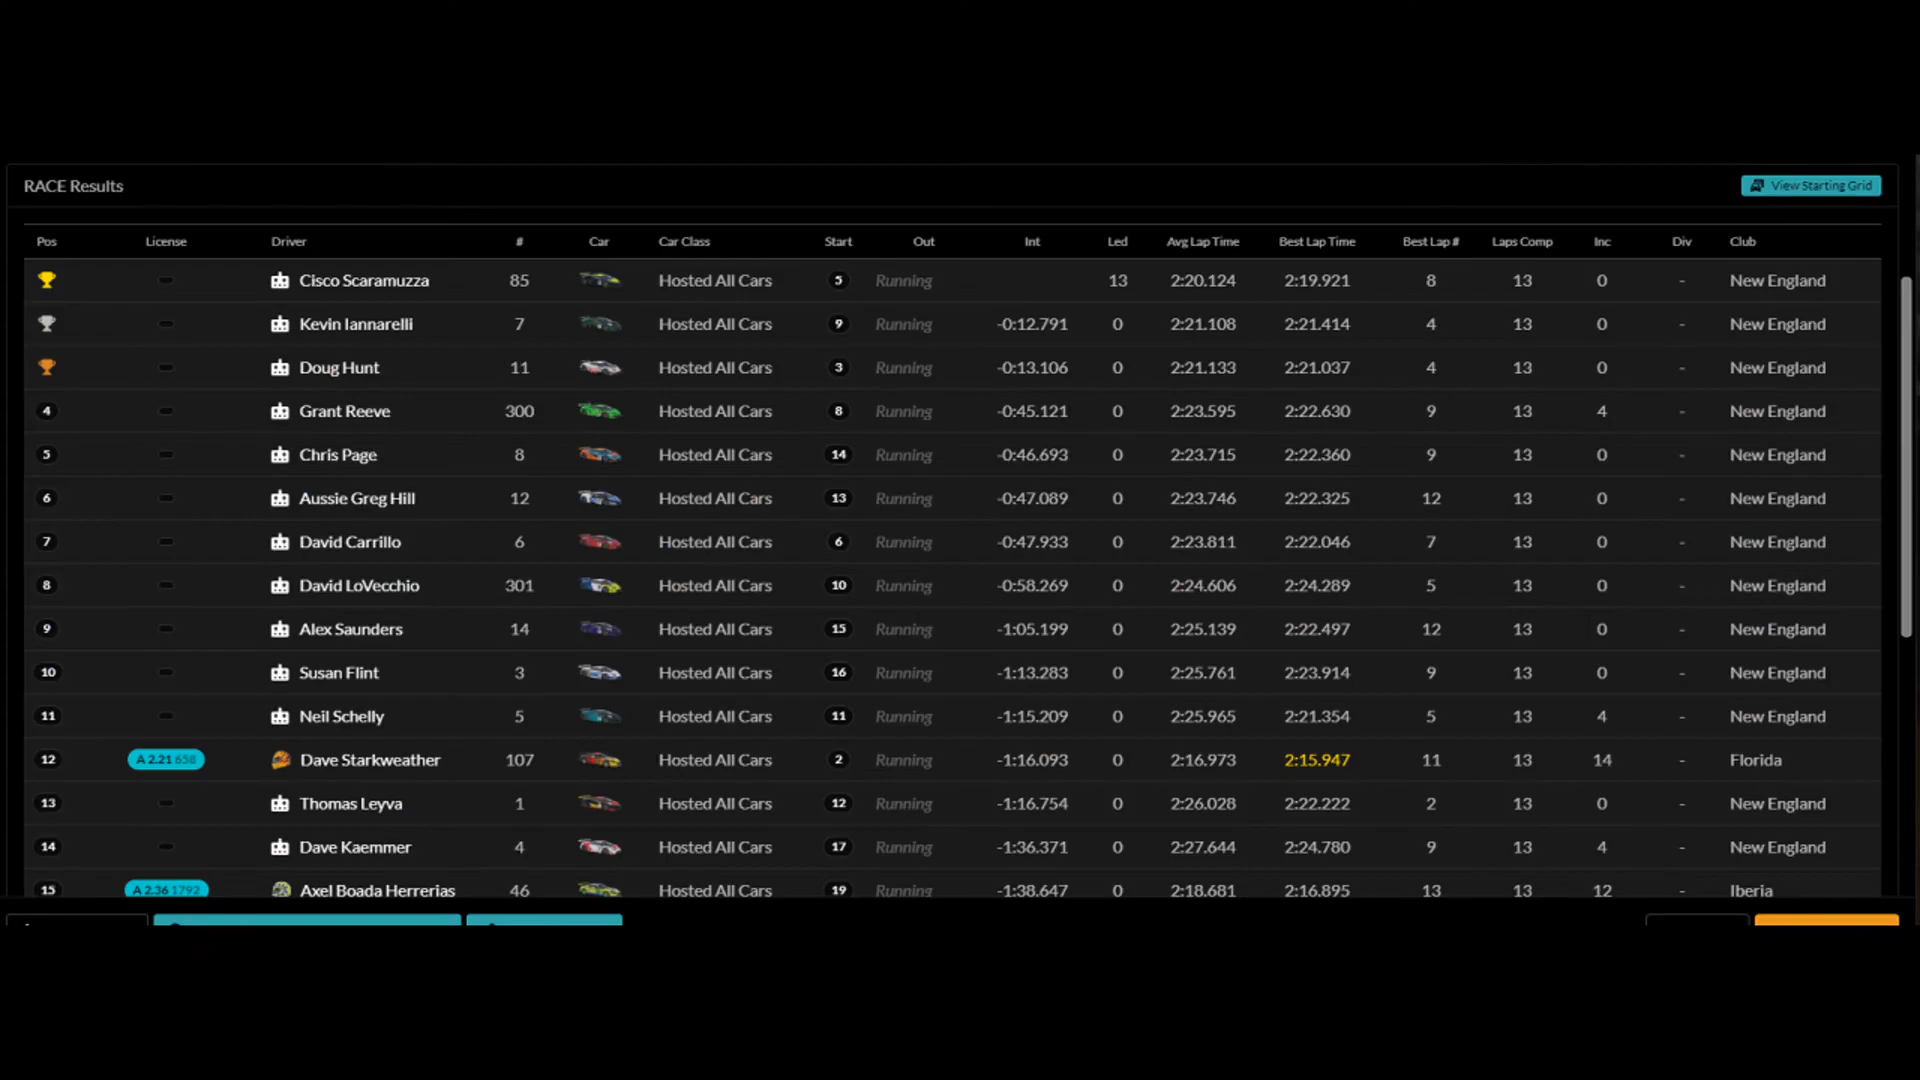 RACE Results
View Starting Grid
Pos License Driver # Car Car Class Start Out Int Led Avg Lap Time Best Lap Time Best Lap # Laps Comp Inc Div Club
Cisco Scaramuzza 85 Hosted All Cars 5 Running 13 2:20.124 2:19.921 8 13 0 - New England
Kevin Iannarelli 7 Hosted All Cars 9 Running -0:12.791 0 2:21.108 2:21.414 4 13 0 - New England
Doug Hunt 11 Hosted All Cars 3 Running -0:13.106 0 2:21.133 2:21.037 4 13 0 - New England
4 Grant Reeve 300 Hosted All Cars 8 Running -0:45.121 0 2:23.595 2:22.630 9 13 4 - New England
5 Chris Page 8 Hosted All Cars 14 Running -0:46.693 0 2:23.715 2:22.360 9 13 0 - New England
6 Aussie Greg Hill 12 Hosted All Cars 13 Running -0:47.089 0 2:23.746 2:22.325 12 13 0 - New England
7 David Carrillo 6 Hosted All Cars 6 Running -0:47.933 0 2:23.811 2:22.046 7 13 0 - New England
8 David LoVecchio 301 Hosted All Cars 10 Running -0:58.269 0 2:24.606 2:24.289 5 13 0 - New England
9 Alex Saunders 14 Hosted All Cars 15 Running -1:05.199 0 2:25.139 2:22.497 12 13 0 - New England
10 Susan Flint 3 Hosted All Cars 16 Running -1:13.283 0 2:25.761 2:23.914 9 13 0 - New England
11 Neil Schelly 5 Hosted All Cars 11 Running -1:15.209 0 2:25.965 2:21.354 5 13 4 - New England
12 A 2.21 658 Dave Starkweather 107 Hosted All Cars 2 Running -1:16.093 0 2:16.973 2:15.947 11 13 14 - Florida
13 Thomas Leyva 1 Hosted All Cars 12 Running -1:16.754 0 2:26.028 2:22.222 2 13 0 - New England
14 Dave Kaemmer 4 Hosted All Cars 17 Running -1:36.371 0 2:27.644 2:24.780 9 13 4 - New England
15 A 2.36 1792 Axel Boada Herrerias 46 Hosted All Cars 19 Running -1:38.647 0 2:18.681 2:16.895 13 13 12 - Iberia